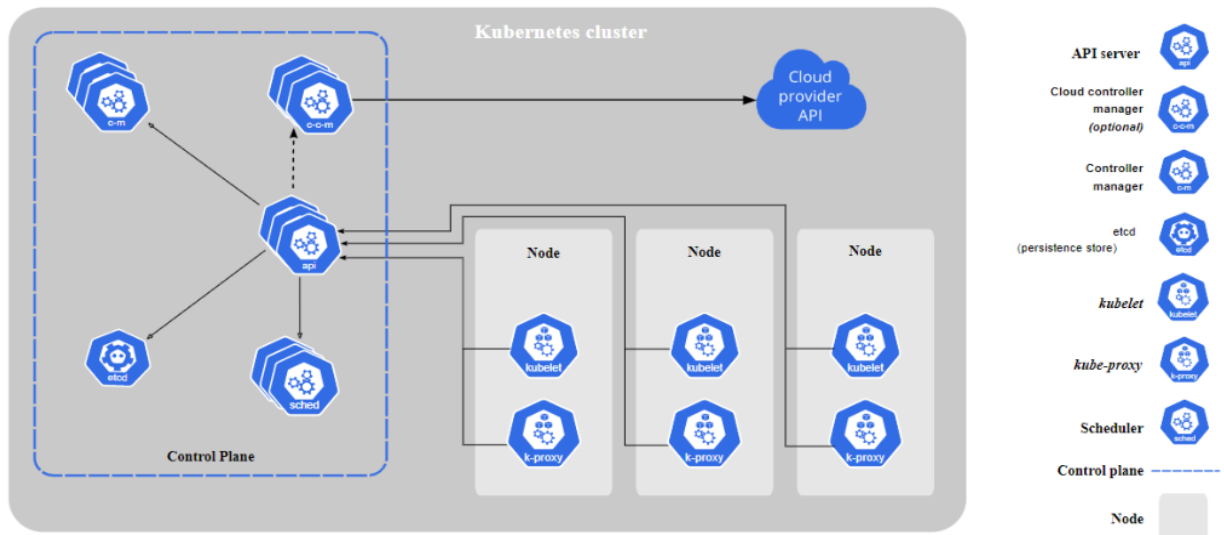 Kubernetes cluster
c-m
c-c-m
Cloud
provider
API
api
etcd
sched
Control Plane
Node
kubelet
k-proxy
Node
kubelet
k-proxy
Node
kubelet
k-proxy
API server
api
Cloud controller
manager
(optional)
c-c-m
Controller
manager
c-m
etcd
(persistence store)
etcd
kubelet
kubelet
kube-proxy
k-proxy
Scheduler
sched
Control plane
Node